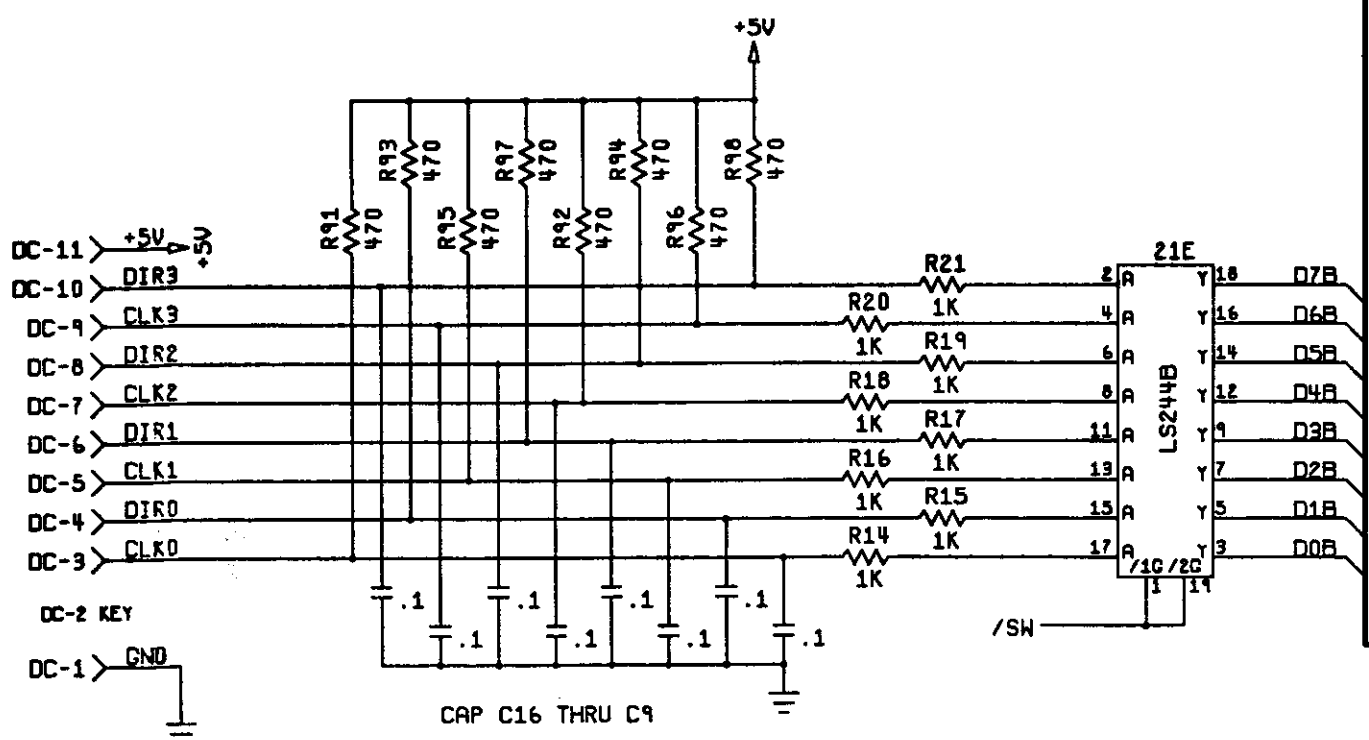 +5V
R93 470
R97 470
R94 470
R98 470
R91 470
R95 470
R92 470
R96 470
DC-11 +5V +5V
DC-10 DIR3
DC-9 CLK3
DC-8 DIR2
DC-7 CLK2
DC-6 DIR1
DC-5 CLK1
DC-4 DIR0
DC-3 CLK0
DC-2 KEY
DC-1 GND
R21 1K
R20 1K
R19 1K
R18 1K
R17 1K
R16 1K
R15 1K
R14 1K
21E
LS244B
2 A Y 18 D7B
4 A Y 16 D6B
6 A Y 14 D5B
8 A Y 12 D4B
11 A Y 9 D3B
13 A Y 7 D2B
15 A Y 5 D1B
17 A Y 3 D0B
/1G /2G
1 19
/SW
.1 .1 .1 .1
.1 .1 .1 .1
CAP C16 THRU C9